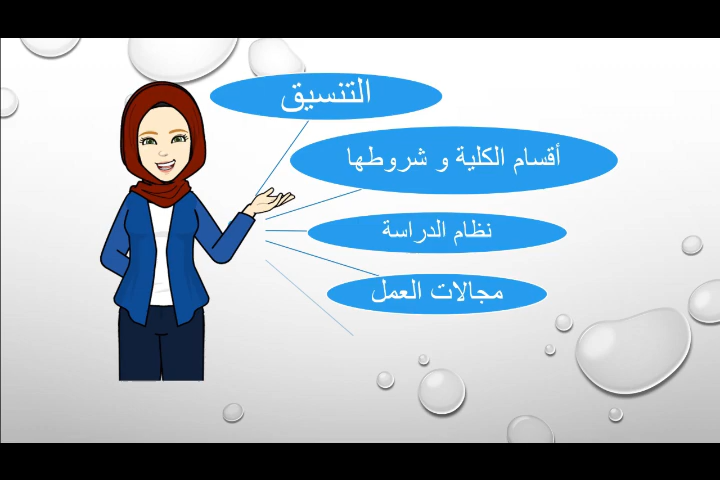 التنسيق
أقسام الكلية و شروطها
نظام الدراسة
مجالات العمل